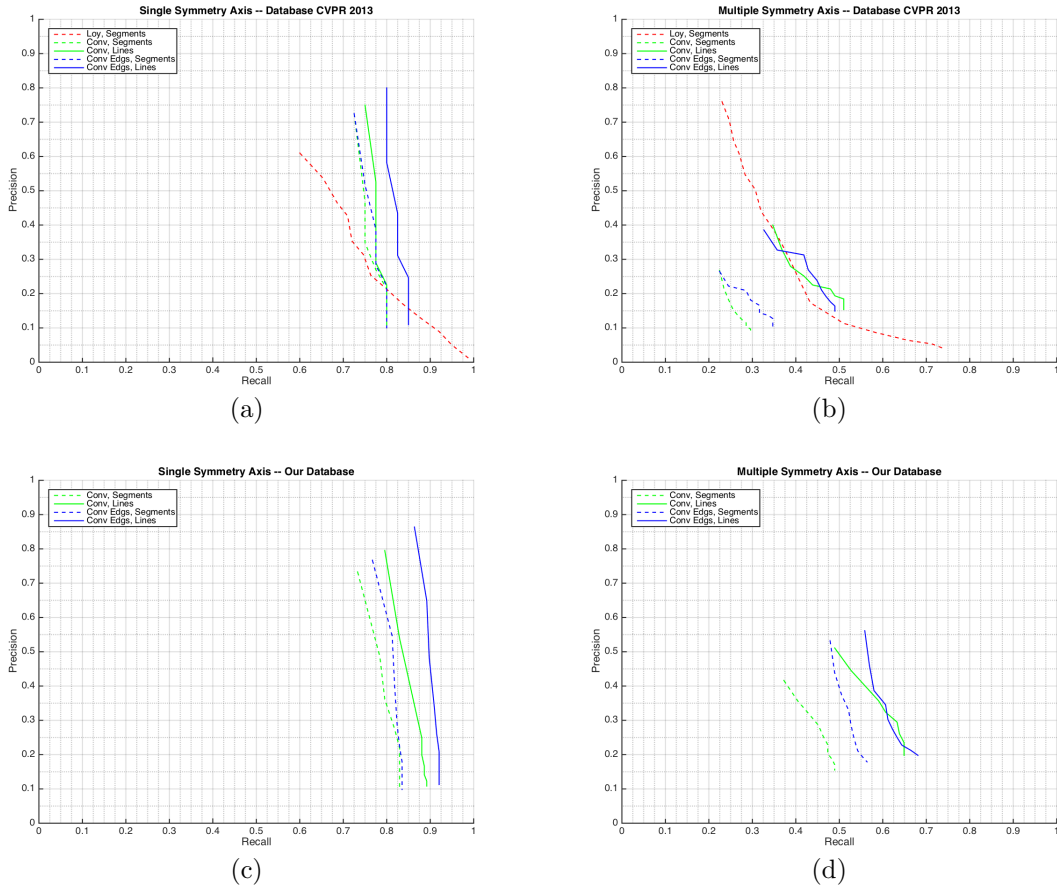 Single Symmetry Axis -- Database CVPR 2013
1
0.9
0.8
0.7
0.6
0.5
0.4
0.3
0.2
0.1
0
Precision
Loy, Segments
Conv, Segments
Conv, Lines
Conv Edgs, Segments
Conv Edgs, Lines
0 0.1 0.2 0.3 0.4 0.5 0.6 0.7 0.8 0.9 1
Recall
(a)
Multiple Symmetry Axis -- Database CVPR 2013
1
0.9
0.8
0.7
0.6
0.5
0.4
0.3
0.2
0.1
0
Precision
Loy, Segments
Conv, Segments
Conv, Lines
Conv Edgs, Segments
Conv Edgs, Lines
0 0.1 0.2 0.3 0.4 0.5 0.6 0.7 0.8 0.9 1
Recall
(b)
Single Symmetry Axis -- Our Database
1
0.9
0.8
0.7
0.6
0.5
0.4
0.3
0.2
0.1
0
Precision
Conv, Segments
Conv, Lines
Conv Edgs, Segments
Conv Edgs, Lines
0 0.1 0.2 0.3 0.4 0.5 0.6 0.7 0.8 0.9 1
Recall
(c)
Multiple Symmetry Axis -- Our Database
1
0.9
0.8
0.7
0.6
0.5
0.4
0.3
0.2
0.1
0
Precision
Conv, Segments
Conv, Lines
Conv Edgs, Segments
Conv Edgs, Lines
0 0.1 0.2 0.3 0.4 0.5 0.6 0.7 0.8 0.9 1
Recall
(d)